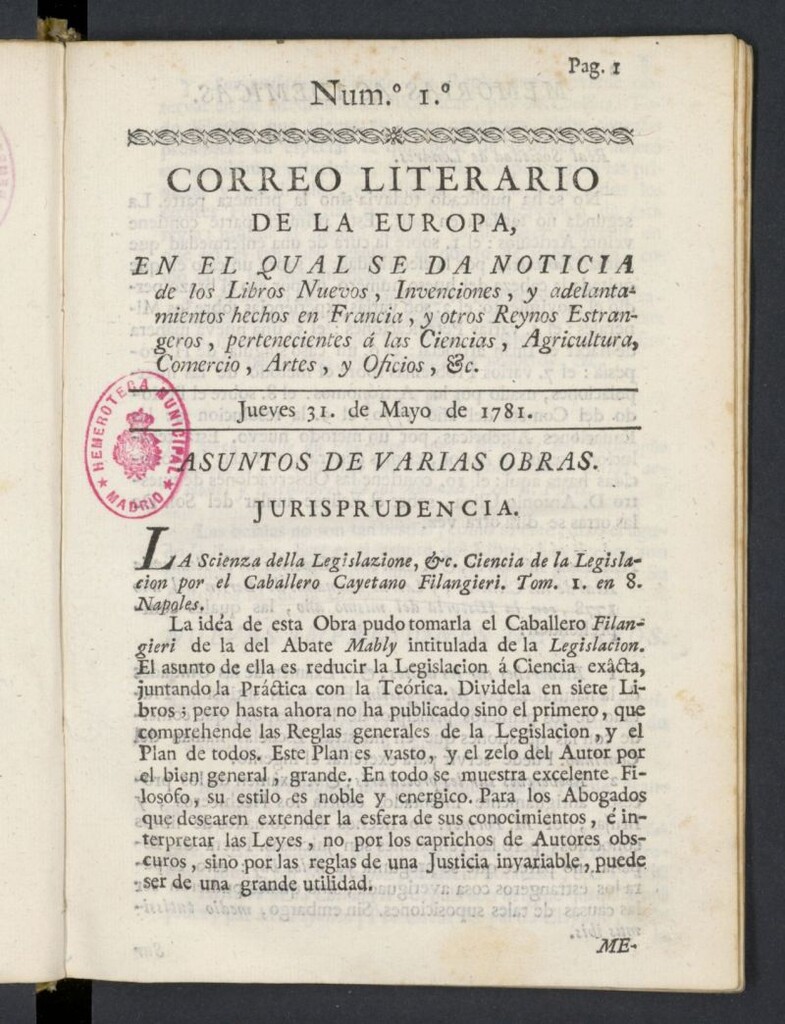 Pag. 1
Num.º 1.º
CORREO LITERARIO
DE LA EUROPA,
EN EL QUAL SE DA NOTICIA
de los Libros Nuevos, Invenciones, y adelanta-
mientos hechos en Francia, y otros Reynos Estran-
geros, pertenecientes á las Ciencias, Agricultura,
Comercio, Artes, y Oficios, &c.
Jueves 31. de Mayo de 1781.
HEMEROTECA MUNICIPAL
MADRID
ASUNTOS DE VARIAS OBRAS.
JURISPRUDENCIA.
LA Scienza della Legislazione, &c. Ciencia de la Legisla-
cion por el Caballero Cayetano Filangieri. Tom. 1. en 8.
Napoles.
La idéa de esta Obra pudo tomarla el Caballero Filan-
gieri de la del Abate Mably intitulada de la Legislacion.
El asunto de ella es reducir la Legislacion á Ciencia exácta,
juntando la Práctica con la Teórica. Dividela en siete Li-
bros; pero hasta ahora no ha publicado sino el primero, que
comprehende las Reglas generales de la Legislacion, y el
Plan de todos. Este Plan es vasto, y el zelo del Autor por
el bien general, grande. En todo se muestra excelente Fi-
losófo, su estilo es noble y energico. Para los Abogados
que desearen extender la esfera de sus conocimientos, é in-
terpretar las Leyes, no por los caprichos de Autores obs-
curos, sino por las reglas de una Justicia invariable, puede
ser de una grande utilidad.
ME-